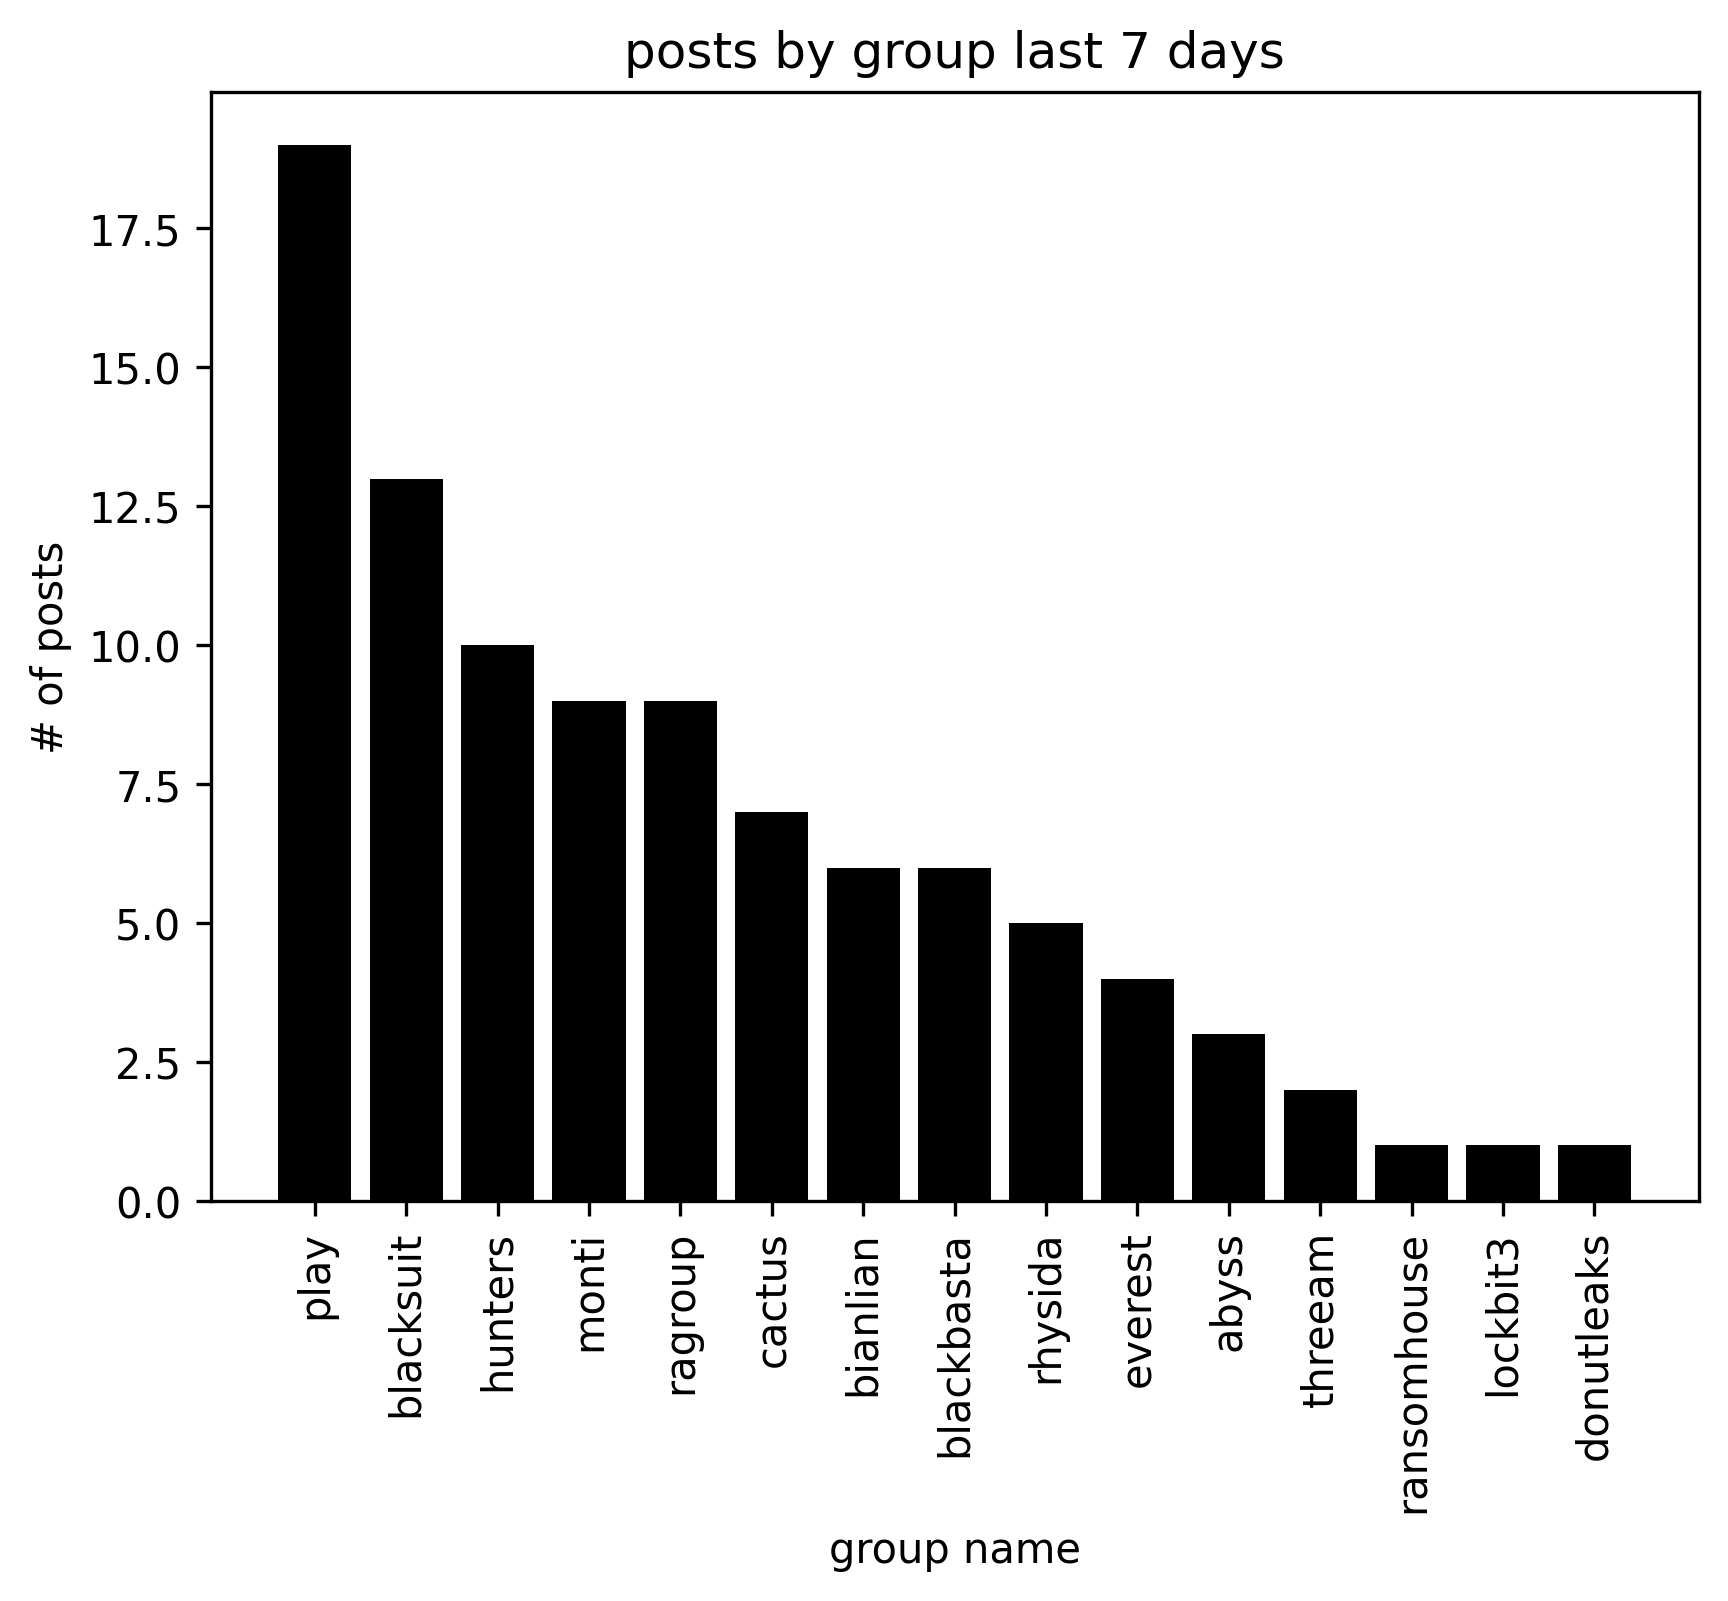 posts by group last 7 days
# of posts
17.5
15.0
12.5
10.0
7.5
5.0
2.5
0.0
play
blacksuit
hunters
monti
ragroup
cactus
bianlian
blackbasta
rhysida
everest
abyss
threeam
ransomhouse
lockbit3
donutleaks
group name